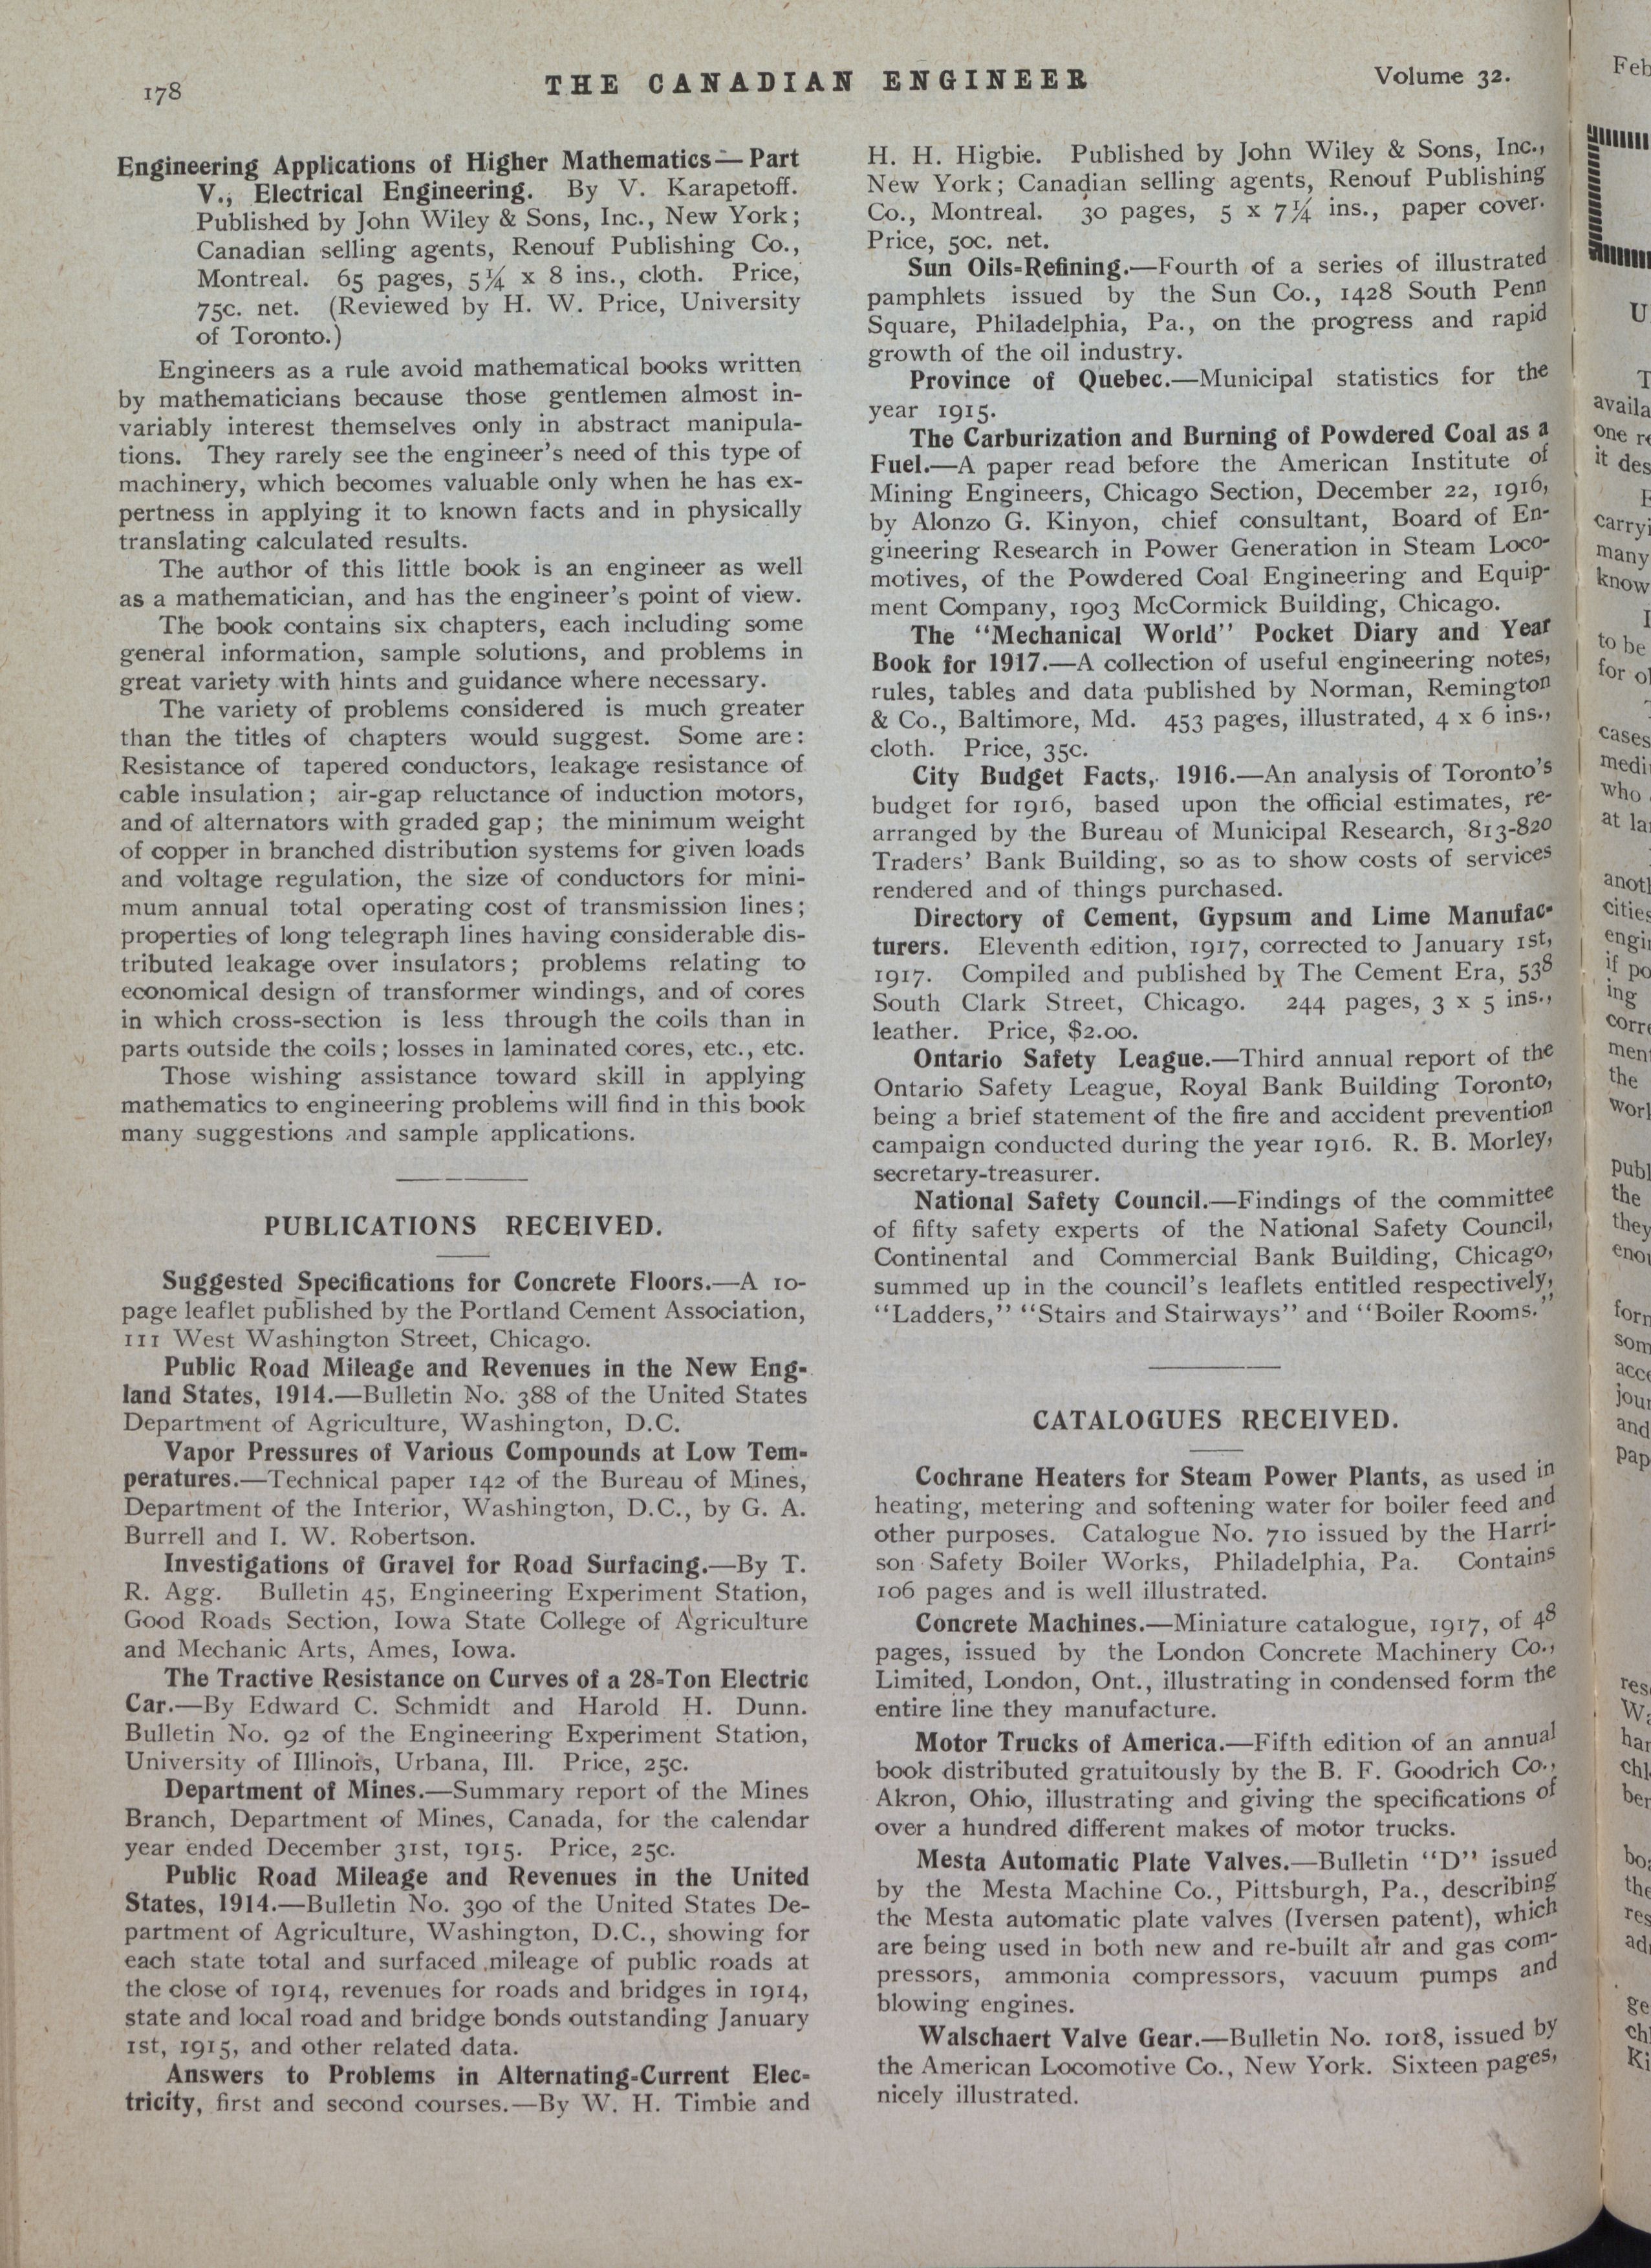 178
THE CANADIAN ENGINEER
Volume 32.
Engineering Applications of Higher Mathematics — Part
V., Electrical Engineering. By V. Karapetoff.
Published by John Wiley & Sons, Inc., New York;
Canadian selling agents, Renouf Publishing Co.,
Montreal. 65 pages, 5¼ x 8 ins., cloth. Price,
75c. net. (Reviewed by H. W. Price, University
of Toronto.)
Engineers as a rule avoid mathematical books written
by mathematicians because those gentlemen almost in-
variably interest themselves only in abstract manipula-
tions. They rarely see the engineer's need of this type of
machinery, which becomes valuable only when he has ex-
pertness in applying it to known facts and in physically
translating calculated results.
The author of this little book is an engineer as well
as a mathematician, and has the engineer's point of view.
The book contains six chapters, each including some
general information, sample solutions, and problems in
great variety with hints and guidance where necessary.
The variety of problems considered is much greater
than the titles of chapters would suggest. Some are:
Resistance of tapered conductors, leakage resistance of
cable insulation; air-gap reluctance of induction motors,
and of alternators with graded gap; the minimum weight
of copper in branched distribution systems for given loads
and voltage regulation, the size of conductors for mini-
mum annual total operating cost of transmission lines;
properties of long telegraph lines having considerable dis-
tributed leakage over insulators; problems relating to
economical design of transformer windings, and of cores
in which cross-section is less through the coils than in
parts outside the coils; losses in laminated cores, etc., etc.
Those wishing assistance toward skill in applying
mathematics to engineering problems will find in this book
many suggestions and sample applications.
PUBLICATIONS RECEIVED.
Suggested Specifications for Concrete Floors.—A 10-
page leaflet published by the Portland Cement Association,
111 West Washington Street, Chicago.
Public Road Mileage and Revenues in the New Eng-
land States, 1914.—Bulletin No. 388 of the United States
Department of Agriculture, Washington, D.C.
Vapor Pressures of Various Compounds at Low Tem-
peratures.—Technical paper 142 of the Bureau of Mines,
Department of the Interior, Washington, D.C., by G. A.
Burrell and I. W. Robertson.
Investigations of Gravel for Road Surfacing.—By T.
R. Agg. Bulletin 45, Engineering Experiment Station,
Good Roads Section, Iowa State College of Agriculture
and Mechanic Arts, Ames, Iowa.
The Tractive Resistance on Curves of a 28-Ton Electric
Car.—By Edward C. Schmidt and Harold H. Dunn.
Bulletin No. 92 of the Engineering Experiment Station,
University of Illinois, Urbana, Ill. Price, 25c.
Department of Mines.—Summary report of the Mines
Branch, Department of Mines, Canada, for the calendar
year ended December 31st, 1915. Price, 25c.
Public Road Mileage and Revenues in the United
States, 1914.—Bulletin No. 390 of the United States De-
partment of Agriculture, Washington, D.C., showing for
each state total and surfaced mileage of public roads at
the close of 1914, revenues for roads and bridges in 1914,
state and local road and bridge bonds outstanding January
1st, 1915, and other related data.
Answers to Problems in Alternating-Current Elec-
tricity, first and second courses.—By W. H. Timbie and
H. H. Higbie. Published by John Wiley & Sons, Inc.,
New York; Canadian selling agents, Renouf Publishing
Co., Montreal. 30 pages, 5 x 7¼ ins., paper cover.
Price, 50c. net.
Sun Oils-Refining.—Fourth of a series of illustrated
pamphlets issued by the Sun Co., 1428 South Penn
Square, Philadelphia, Pa., on the progress and rapid
growth of the oil industry.
Province of Quebec.—Municipal statistics for the
year 1915.
The Carburization and Burning of Powdered Coal as a
Fuel.—A paper read before the American Institute of
Mining Engineers, Chicago Section, December 22, 1916,
by Alonzo G. Kinyon, chief consultant, Board of En-
gineering Research in Power Generation in Steam Loco-
motives, of the Powdered Coal Engineering and Equip-
ment Company, 1903 McCormick Building, Chicago.
The "Mechanical World" Pocket Diary and Year
Book for 1917.—A collection of useful engineering notes,
rules, tables and data published by Norman, Remington
& Co., Baltimore, Md. 453 pages, illustrated, 4 x 6 ins.,
cloth. Price, 35c.
City Budget Facts, 1916.—An analysis of Toronto's
budget for 1916, based upon the official estimates, re-
arranged by the Bureau of Municipal Research, 813-820
Traders' Bank Building, so as to show costs of services
rendered and of things purchased.
Directory of Cement, Gypsum and Lime Manufac-
turers. Eleventh edition, 1917, corrected to January 1st,
1917. Compiled and published by The Cement Era, 538
South Clark Street, Chicago. 244 pages, 3 x 5 ins.,
leather. Price, $2.00.
Ontario Safety League.—Third annual report of the
Ontario Safety League, Royal Bank Building Toronto,
being a brief statement of the fire and accident prevention
campaign conducted during the year 1916. R. B. Morley,
secretary-treasurer.
National Safety Council.—Findings of the committee
of fifty safety experts of the National Safety Council,
Continental and Commercial Bank Building, Chicago,
summed up in the council's leaflets entitled respectively,
"Ladders," "Stairs and Stairways" and "Boiler Rooms."
CATALOGUES RECEIVED.
Cochrane Heaters for Steam Power Plants, as used in
heating, metering and softening water for boiler feed and
other purposes. Catalogue No. 710 issued by the Harri-
son Safety Boiler Works, Philadelphia, Pa. Contains
106 pages and is well illustrated.
Concrete Machines.—Miniature catalogue, 1917, of 48
pages, issued by the London Concrete Machinery Co.,
Limited, London, Ont., illustrating in condensed form the
entire line they manufacture.
Motor Trucks of America.—Fifth edition of an annual
book distributed gratuitously by the B. F. Goodrich Co.,
Akron, Ohio, illustrating and giving the specifications of
over a hundred different makes of motor trucks.
Mesta Automatic Plate Valves.—Bulletin "D" issued
by the Mesta Machine Co., Pittsburgh, Pa., describing
the Mesta automatic plate valves (Iversen patent), which
are being used in both new and re-built air and gas com-
pressors, ammonia compressors, vacuum pumps and
blowing engines.
Walschaert Valve Gear.—Bulletin No. 1018, issued by
the American Locomotive Co., New York. Sixteen pages,
nicely illustrated.